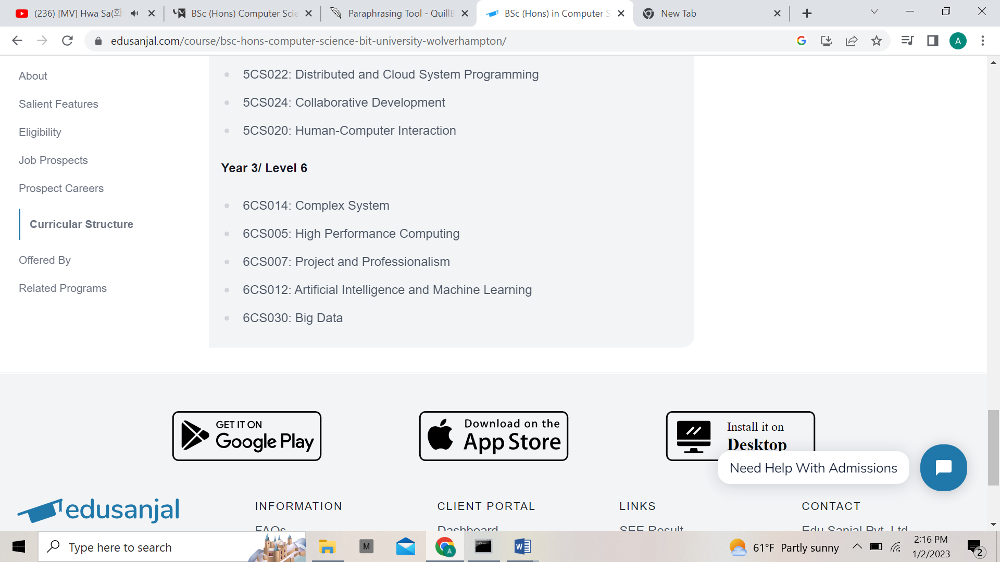 (236) [MV] Hwa Sa(화
BSc (Hons) Computer Scie
Paraphrasing Tool - QuillB
BSc (Hons) in Computer S
New Tab
edusanjal.com/course/bsc-hons-computer-science-bit-university-wolverhampton/
A
About
Salient Features
Eligibility
Job Prospects
Prospect Careers
Curricular Structure
Offered By
Related Programs
5CS022: Distributed and Cloud System Programming
5CS024: Collaborative Development
5CS020: Human-Computer Interaction
Year 3/ Level 6
6CS014: Complex System
6CS005: High Performance Computing
6CS007: Project and Professionalism
6CS012: Artificial Intelligence and Machine Learning
6CS030: Big Data
GET IT ON
Google Play
Download on the
App Store
Install it on
Desktop
Need Help With Admissions
edusanjal
INFORMATION
FAQs
CLIENT PORTAL
Dashboard
LINKS
SEE Result
CONTACT
Edu Sanjal Pvt. Ltd
Type here to search
M
A
61°F Partly sunny
2:16 PM
1/2/2023
2